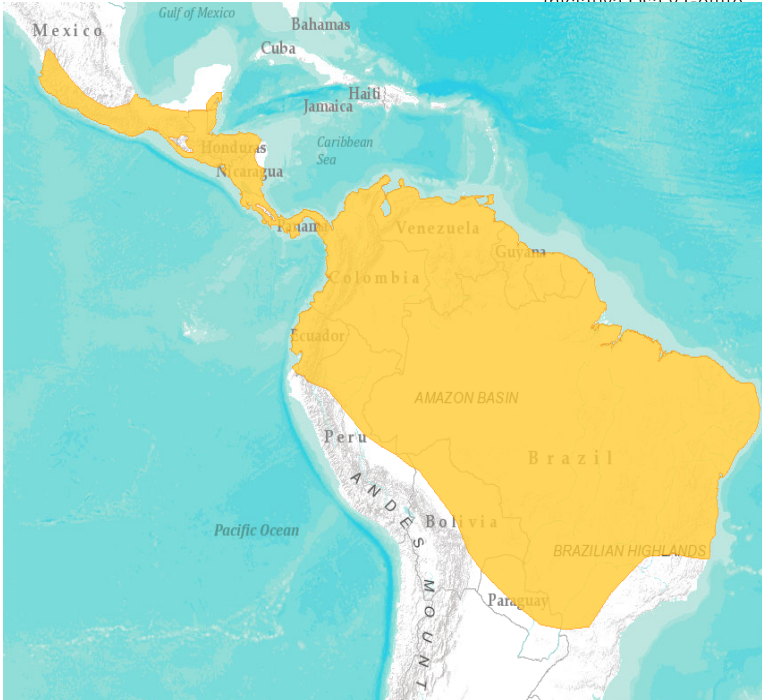 Gulf of Mexico
Mexico
Bahamas
Cuba
Haiti
Jamaica
Caribbean
Sea
Honduras
Nicaragua
Panama
Venezuela
Guyana
Colombia
Ecuador
AMAZON BASIN
Peru
Brazil
ANDES MOUNT
Bolivia
Pacific Ocean
BRAZILIAN HIGHLANDS
Paraguay